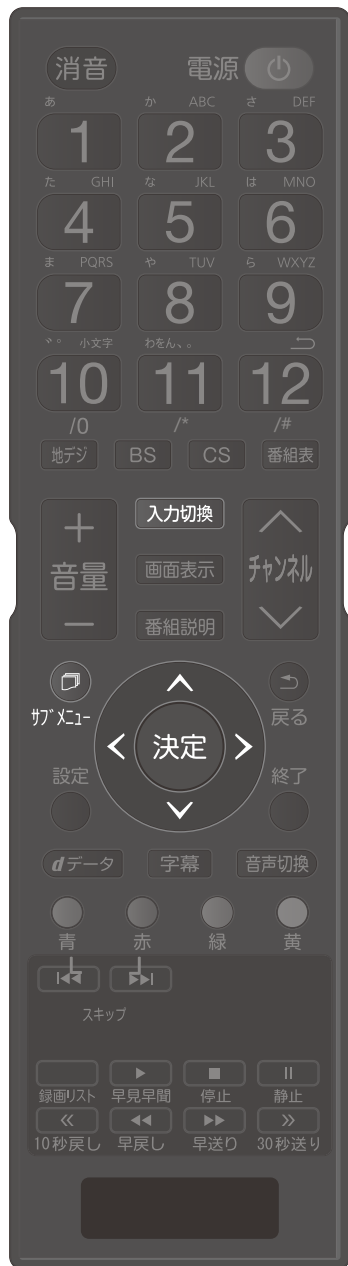 消音 電源
あ か ABC さ DEF
1 2 3
た GHI な JKL は MNO
4 5 6
ま PQRS や TUV ら WXYZ
7 8 9
゛゜ 小文字 わをん、。
10 11 12
/0 /* /#
地デジ BS CS 番組表
＋ 入力切換
音量 画面表示 チャンネル
− 番組説明
サブメニュー 戻る
決定
設定 終了
dデータ 字幕 音声切換
青 赤 緑 黄
スキップ
録画リスト 早見早聞 停止 静止
10秒戻し 早戻し 早送り 30秒送り